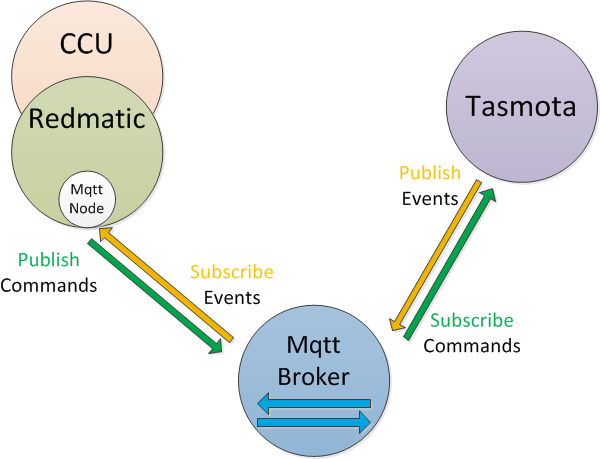 CCU
Redmatic
Mqtt
Node
Tasmota
Publish
Events
Publish
Commands
Subscribe
Events
Subscribe
Commands
Mqtt
Broker